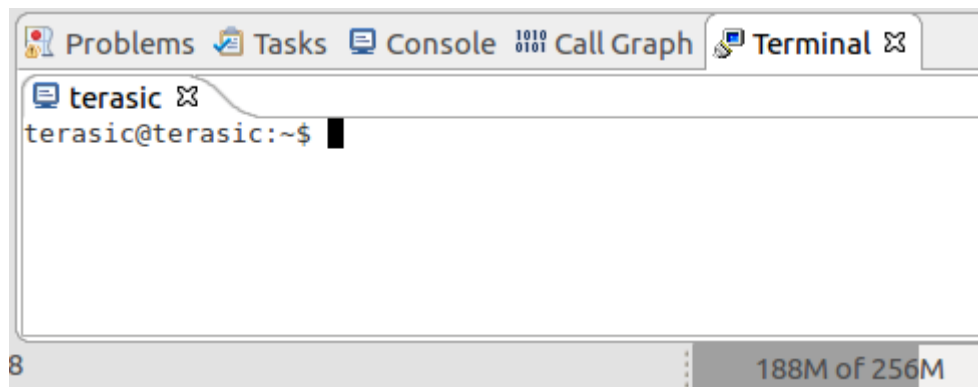 Problems Tasks Console Call Graph Terminal
terasic
terasic@terasic:~$
8 188M of 256M